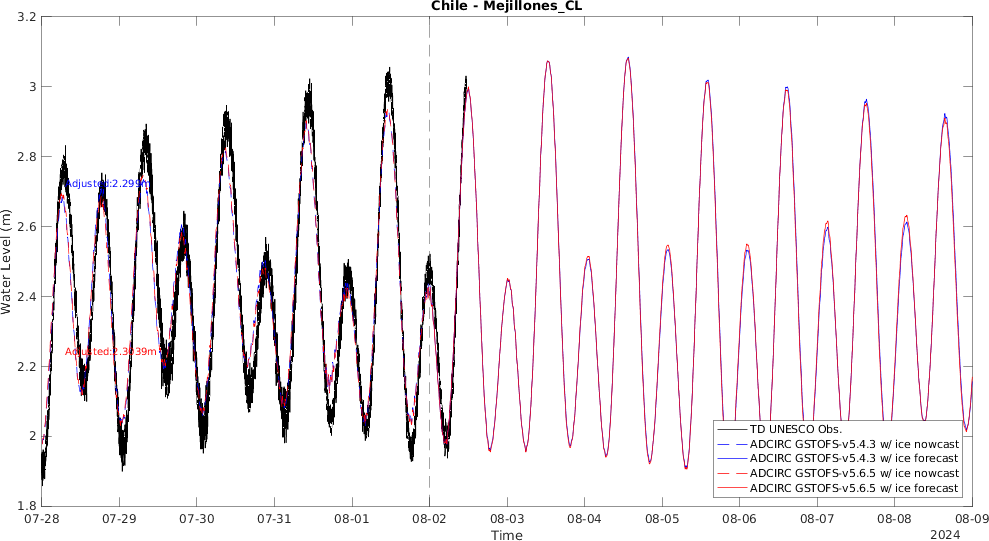 Chile - Mejillones_CL
3.2
3
2.8
2.6
2.4
2.2
2
1.8
Water Level (m)
Adjusted:2.299m
Adjusted:2.3039m
TD UNESCO Obs.
ADCIRC GSTOFS-v5.4.3 w/ ice nowcast
ADCIRC GSTOFS-v5.4.3 w/ ice forecast
ADCIRC GSTOFS-v5.6.5 w/ ice nowcast
ADCIRC GSTOFS-v5.6.5 w/ ice forecast
07-28 07-29 07-30 07-31 08-01 08-02 08-03 08-04 08-05 08-06 08-07 08-08 08-09
Time
2024